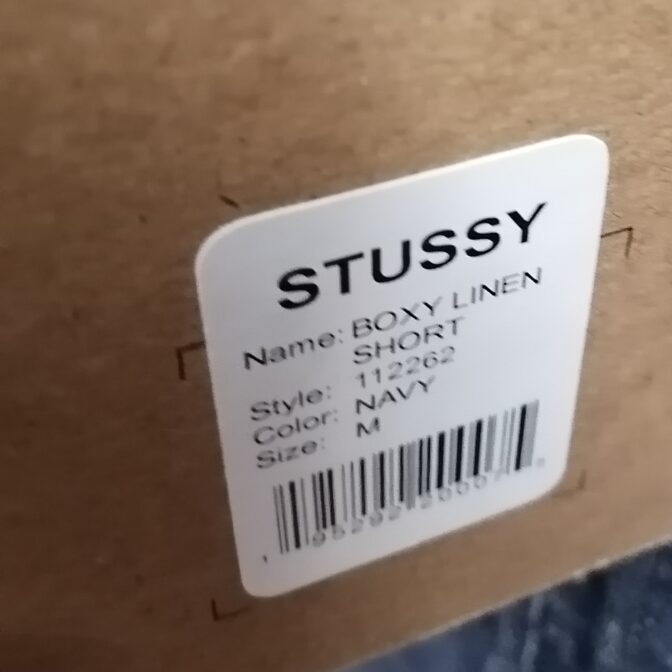 STUSSY
Name: BOXY LINEN
SHORT
Style: 112262
Color: NAVY
Size: M